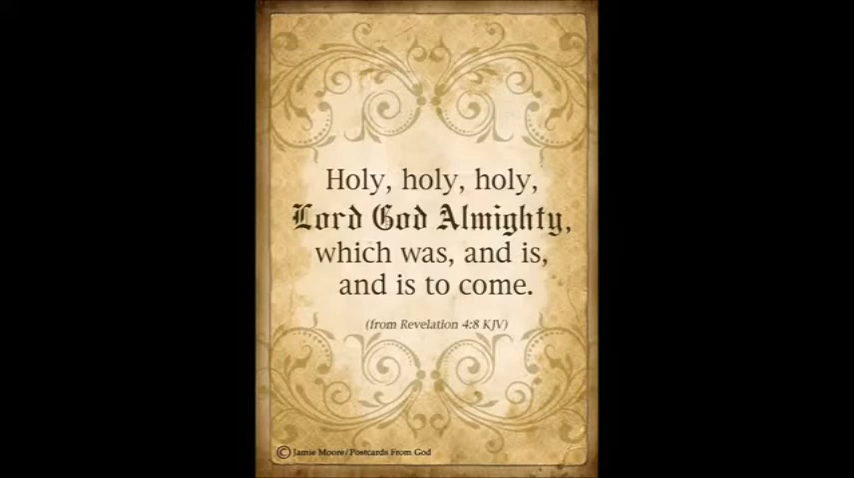 Holy, holy, holy,
Lord God Almighty,
which was, and is,
and is to come.
(from Revelation 4:8 KJV)
© Jamie Moore/Postcards From God